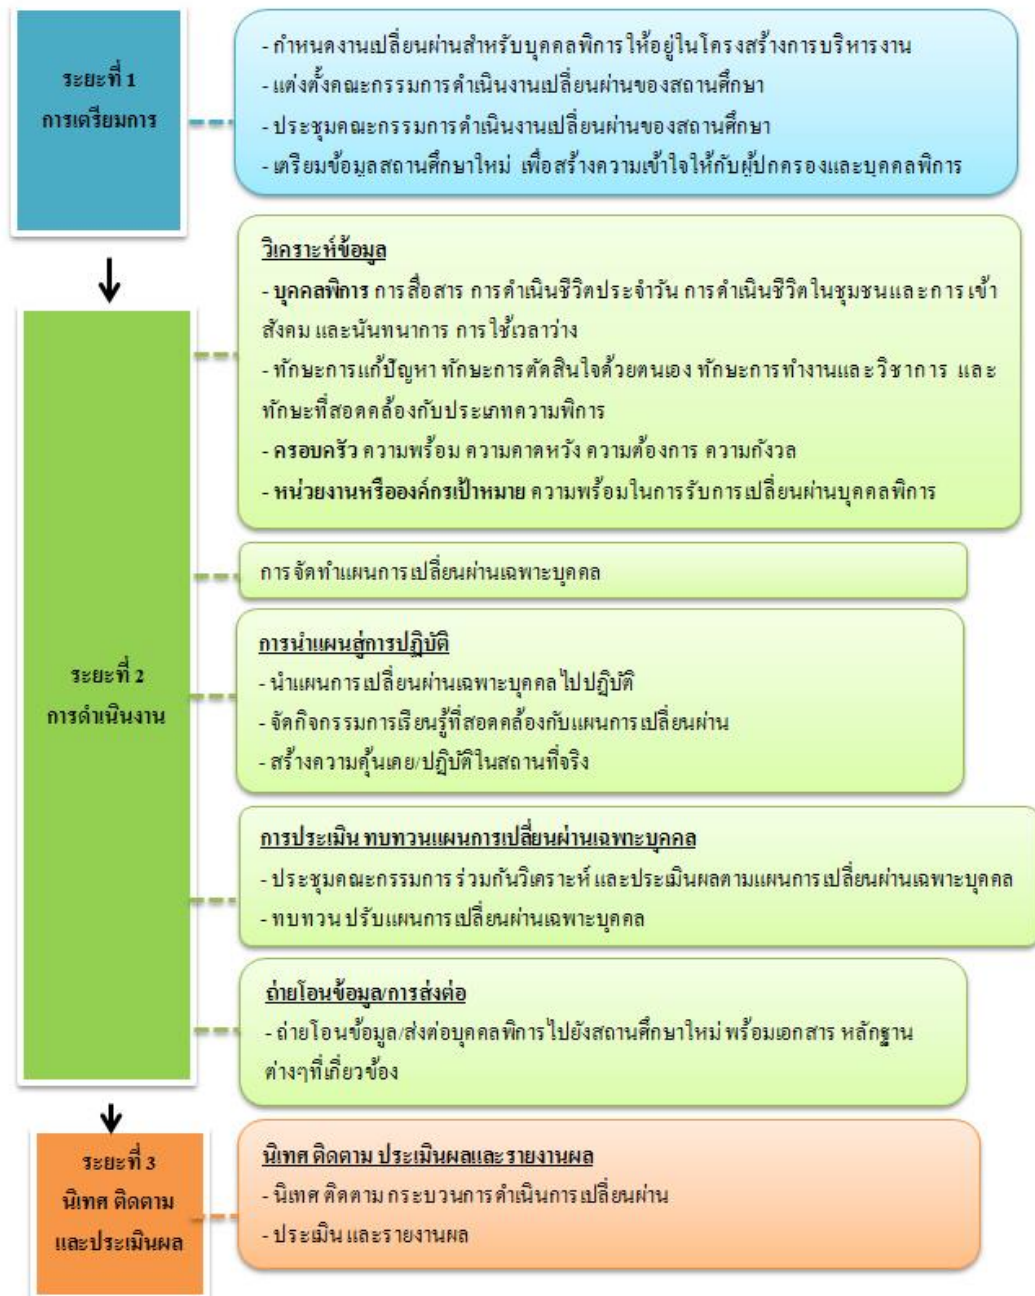 ระยะที่ 1
การเตรียมการ
- กำหนดงานเปลี่ยนผ่านสำหรับบุคคลพิการให้อยู่ในโครงสร้างการบริหารงาน
- แต่งตั้งคณะกรรมการดำเนินงานเปลี่ยนผ่านของสถานศึกษา
- ประชุมคณะกรรมการดำเนินงานเปลี่ยนผ่านของสถานศึกษา
- เตรียมข้อมูลสถานศึกษาใหม่ เพื่อสร้างความเข้าใจให้กับผู้ปกครองและบุคคลพิการ
ระยะที่ 2
การดำเนินงาน
วิเคราะห์ข้อมูล
- บุคคลพิการ การสื่อสาร การดำเนินชีวิตประจำวัน การดำเนินชีวิตในชุมชนและการเข้า
สังคม และนันทนาการ การใช้เวลาว่าง
- ทักษะการแก้ปัญหา ทักษะการตัดสินใจด้วยตนเอง ทักษะการทำงานและวิชาการ และ
ทักษะที่สอดคล้องกับประเภทความพิการ
- ครอบครัว ความพร้อม ความคาดหวัง ความต้องการ ความกังวล
- หน่วยงานหรือองค์กรเป้าหมาย ความพร้อมในการรับการเปลี่ยนผ่านบุคคลพิการ
การจัดทำแผนการเปลี่ยนผ่านเฉพาะบุคคล
การนำแผนสู่การปฏิบัติ
- นำแผนการเปลี่ยนผ่านเฉพาะบุคคลไปปฏิบัติ
- จัดกิจกรรมการเรียนรู้ที่สอดคล้องกับแผนการเปลี่ยนผ่าน
- สร้างความคุ้นเคย/ปฏิบัติในสถานที่จริง
การประเมิน ทบทวนแผนการเปลี่ยนผ่านเฉพาะบุคคล
- ประชุมคณะกรรมการ ร่วมกันวิเคราะห์ และประเมินผลตามแผนการเปลี่ยนผ่านเฉพาะบุคคล
- ทบทวน ปรับแผนการเปลี่ยนผ่านเฉพาะบุคคล
ถ่ายโอนข้อมูล/การส่งต่อ
- ถ่ายโอนข้อมูล/ส่งต่อบุคคลพิการไปยังสถานศึกษาใหม่ พร้อมเอกสาร หลักฐาน
ต่างๆที่เกี่ยวข้อง
ระยะที่ 3
นิเทศ ติดตาม
และประเมินผล
นิเทศ ติดตาม ประเมินผลและรายงานผล
- นิเทศ ติดตาม กระบวนการดำเนินการเปลี่ยนผ่าน
- ประเมิน และรายงานผล